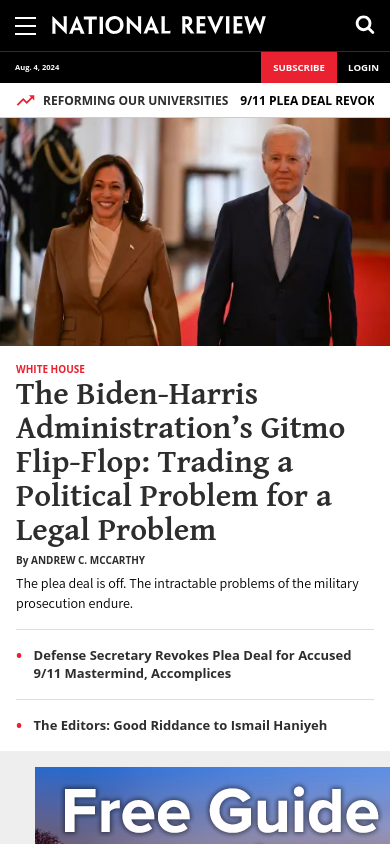 NATIONAL REVIEW
Aug. 4, 2024
SUBSCRIBE
LOGIN
REFORMING OUR UNIVERSITIES
9/11 PLEA DEAL REVOK
WHITE HOUSE
The Biden-Harris
Administration’s Gitmo
Flip-Flop: Trading a
Political Problem for a
Legal Problem
By ANDREW C. MCCARTHY
The plea deal is off. The intractable problems of the military
prosecution endure.
Defense Secretary Revokes Plea Deal for Accused
9/11 Mastermind, Accomplices
The Editors: Good Riddance to Ismail Haniyeh
Free Guide